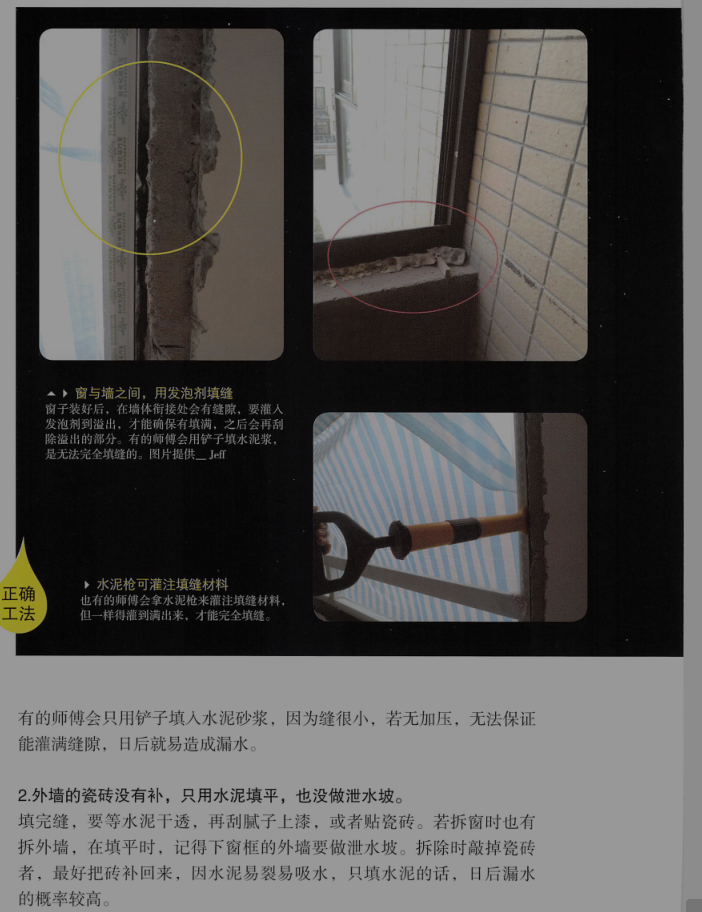 窗与墙之间，用发泡剂填缝
窗子装好后，在墙体衔接处会有缝隙，要灌入
发泡剂到溢出，才能确保有填满，之后会再刮
除溢出的部分。有的师傅会用铲子填水泥浆，
是无法完全填缝的。图片提供__Jeff
正确
工法
水泥枪可灌注填缝材料
也有的师傅会拿水泥枪来灌注填缝材料，
但一样得灌到满出来，才能完全填缝。
有的师傅会只用铲子填入水泥砂浆，因为缝很小，若无加压，无法保证
能灌满缝隙，日后就易造成漏水。
2.外墙的瓷砖没有补，只用水泥填平，也没做泄水坡。
填完缝，要等水泥干透，再刮腻子上漆，或者贴瓷砖。若拆窗时也有
拆外墙，在填平时，记得下窗框的外墙要做泄水坡。拆除时敲掉瓷砖
者，最好把砖补回来，因水泥易裂易吸水，只填水泥的话，日后漏水
的概率较高。